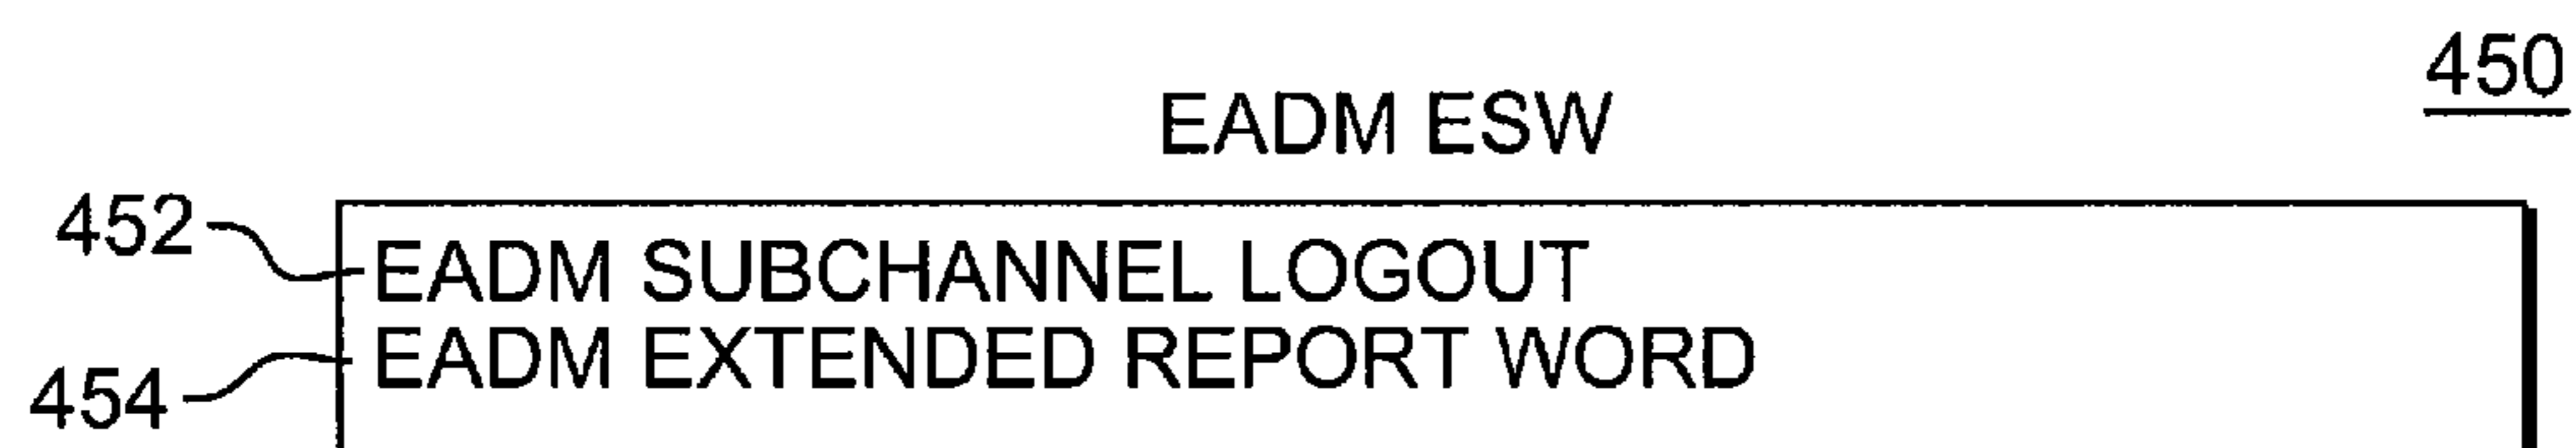 450
EADM ESW
452
EADM SUBCHANNEL LOGOUT
EADM EXTENDED REPORT WORD
454